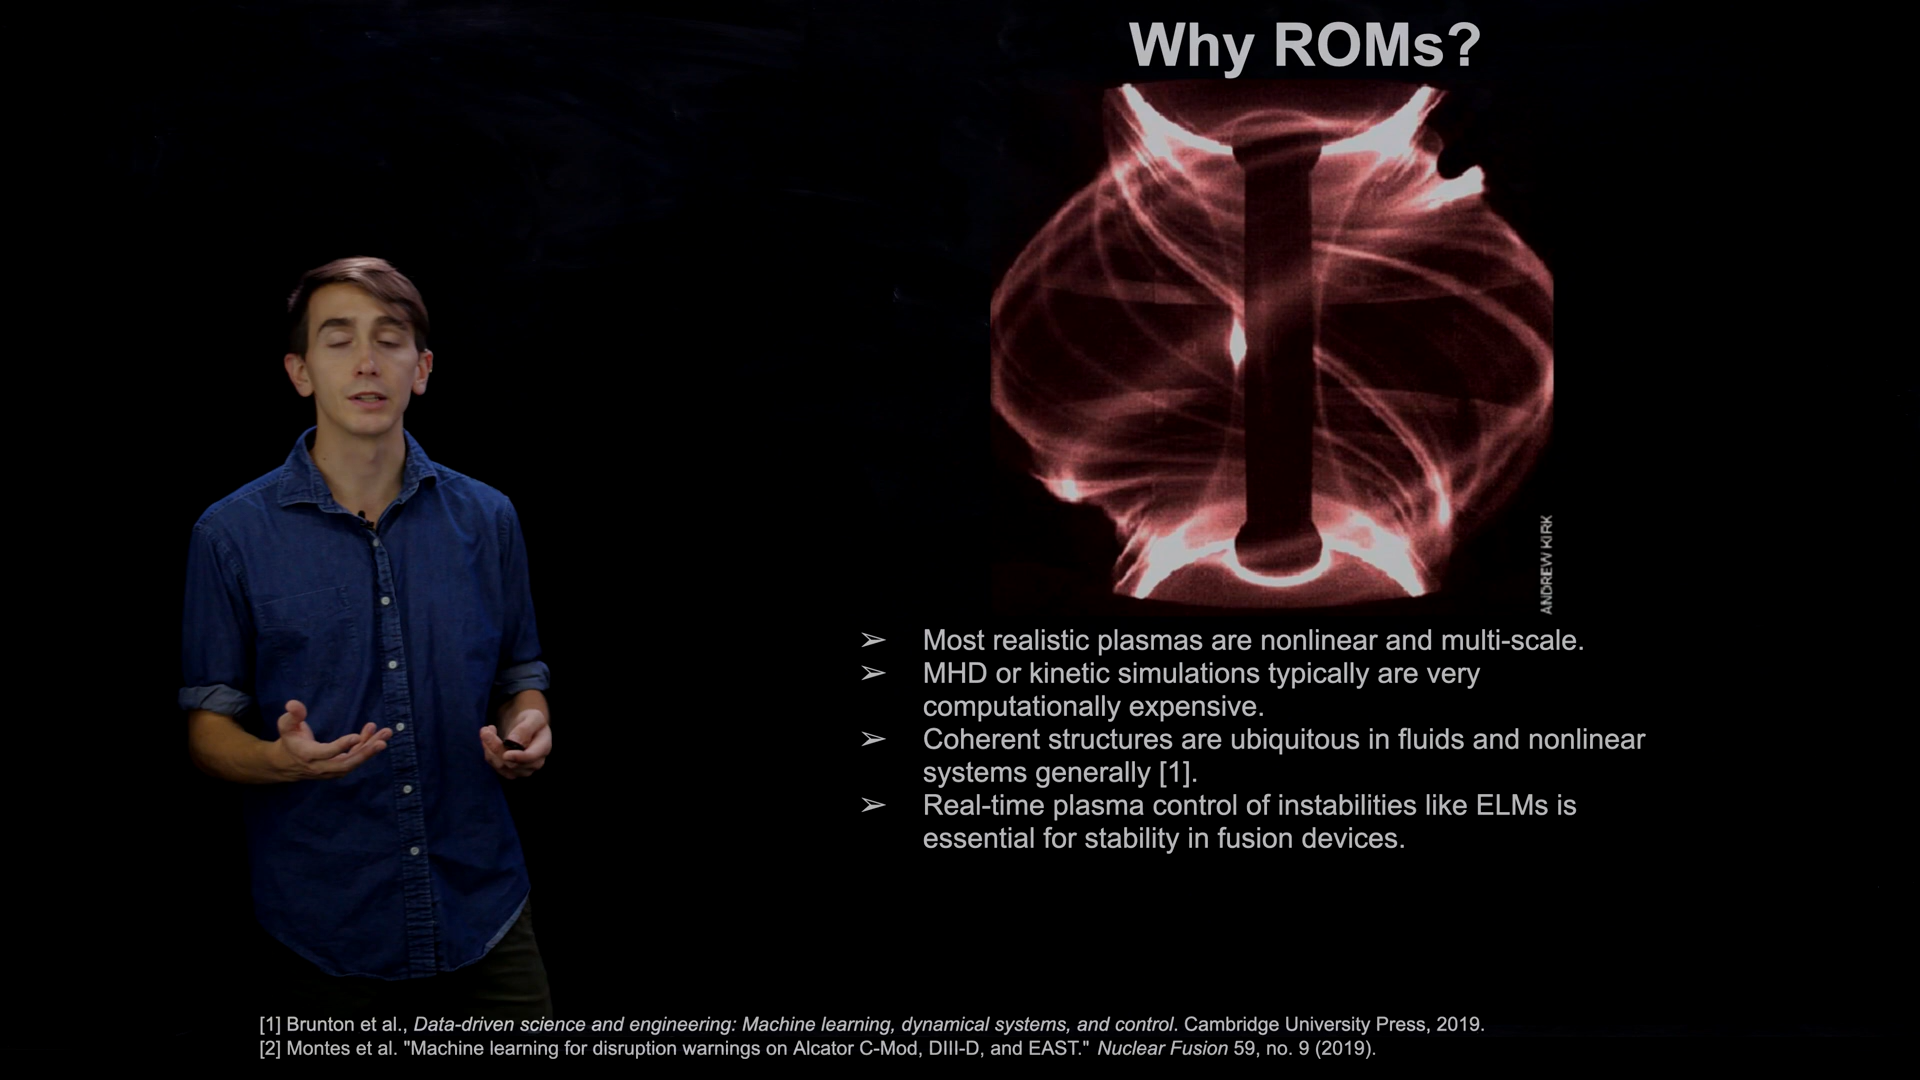 Why ROMs?
ANDREW KIRK
➢ Most realistic plasmas are nonlinear and multi-scale.
➢ MHD or kinetic simulations typically are very
computationally expensive.
➢ Coherent structures are ubiquitous in fluids and nonlinear
systems generally [1].
➢ Real-time plasma control of instabilities like ELMs is
essential for stability in fusion devices.
[1] Brunton et al., Data-driven science and engineering: Machine learning, dynamical systems, and control. Cambridge University Press, 2019.
[2] Montes et al. "Machine learning for disruption warnings on Alcator C-Mod, DIII-D, and EAST." Nuclear Fusion 59, no. 9 (2019).